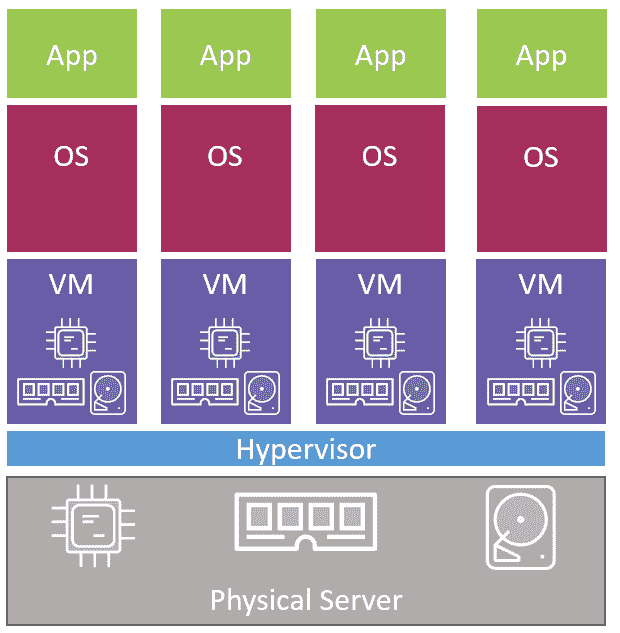 App App App App
OS OS OS OS
VM VM VM VM
Hypervisor
Physical Server